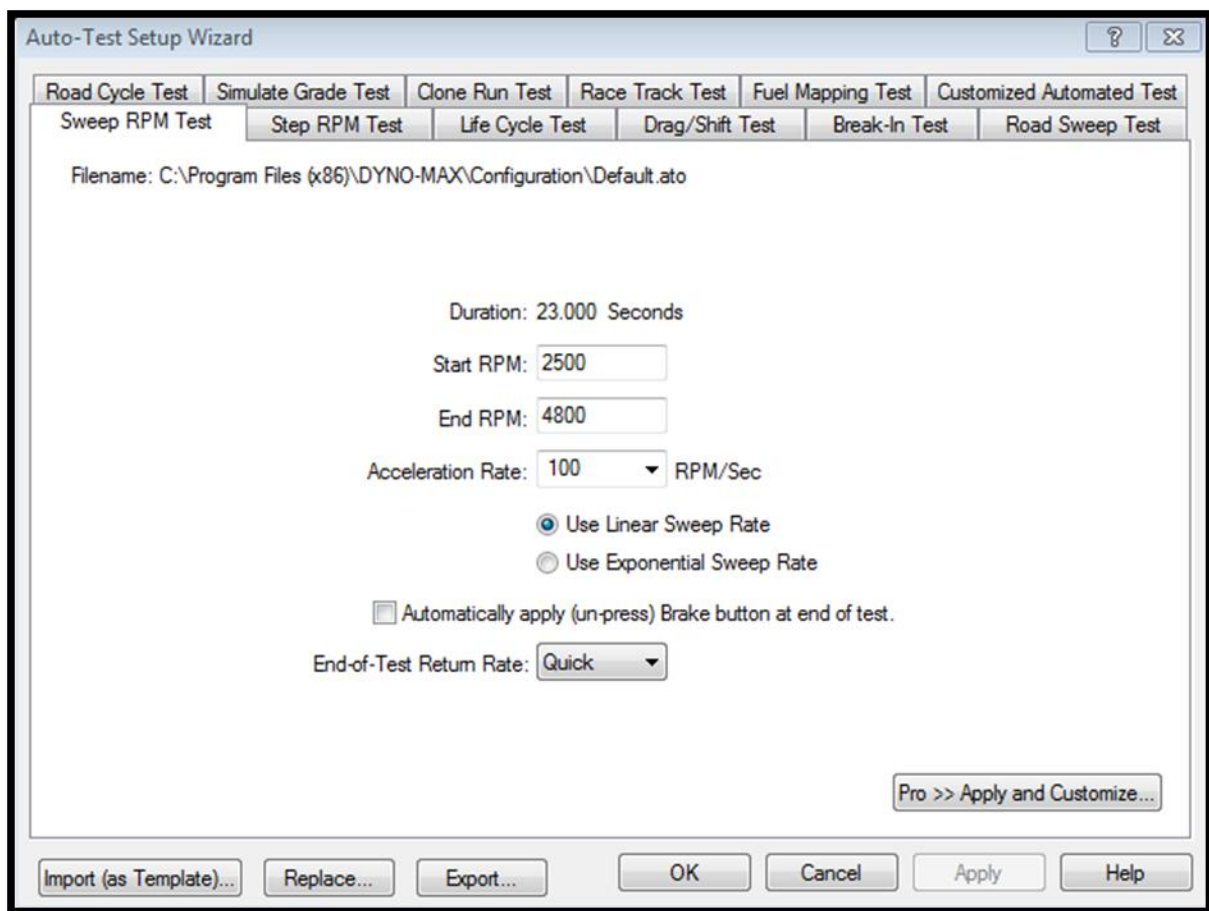 Auto-Test Setup Wizard
Road Cycle Test Simulate Grade Test Clone Run Test Race Track Test Fuel Mapping Test Customized Automated Test
Sweep RPM Test Step RPM Test Life Cycle Test Drag/Shift Test Break-In Test Road Sweep Test
Filename: C:\Program Files (x86)\DYNO-MAX\Configuration\Default.ato
Duration: 23.000 Seconds
Start RPM: 2500
End RPM: 4800
Acceleration Rate: 100 RPM/Sec
Use Linear Sweep Rate
Use Exponential Sweep Rate
Automatically apply (un-press) Brake button at end of test.
End-of-Test Return Rate: Quick
Pro >> Apply and Customize...
Import (as Template)... Replace... Export... OK Cancel Apply Help